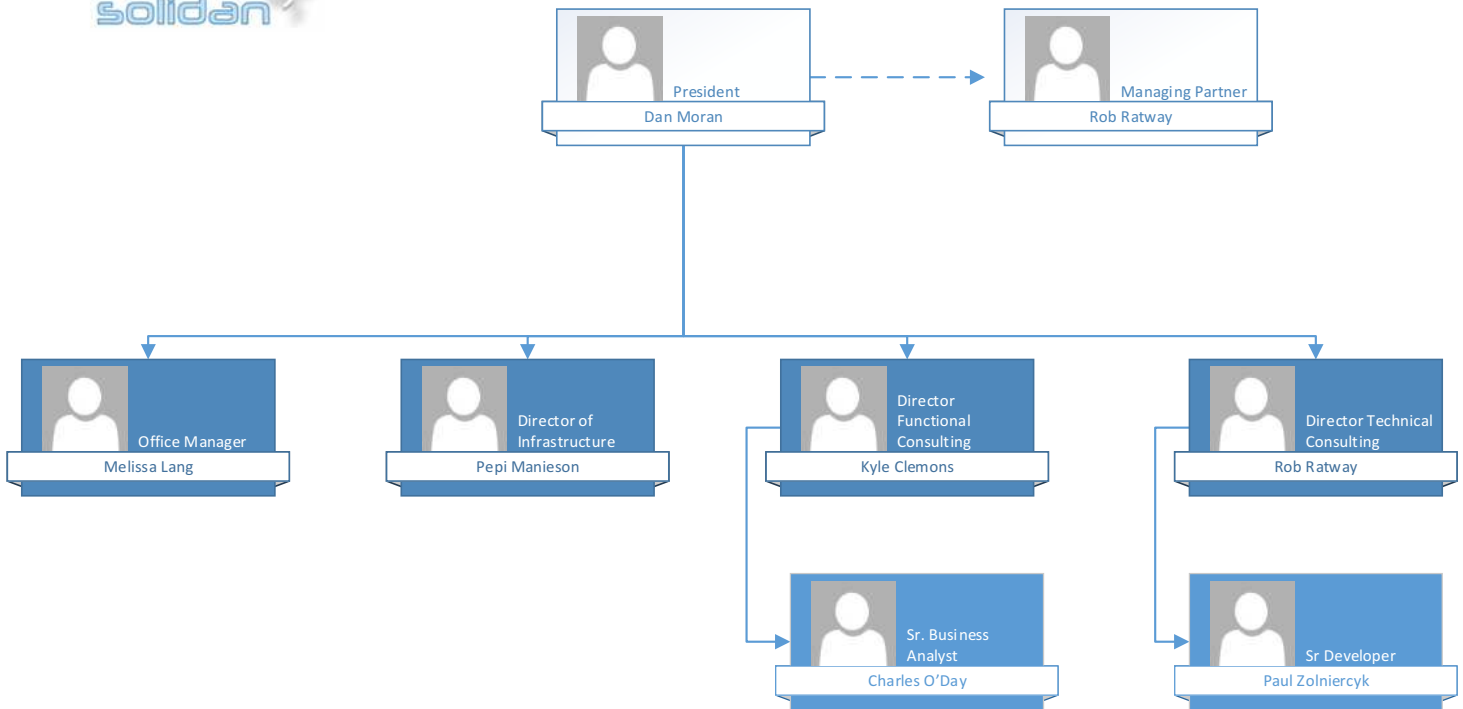 solidan
President
Dan Moran
Managing Partner
Rob Ratway
Office Manager
Melissa Lang
Director of
Infrastructure
Pepi Manieson
Director
Functional
Consulting
Kyle Clemons
Director Technical
Consulting
Rob Ratway
Sr. Business
Analyst
Charles O’Day
Sr Developer
Paul Zolniercyk